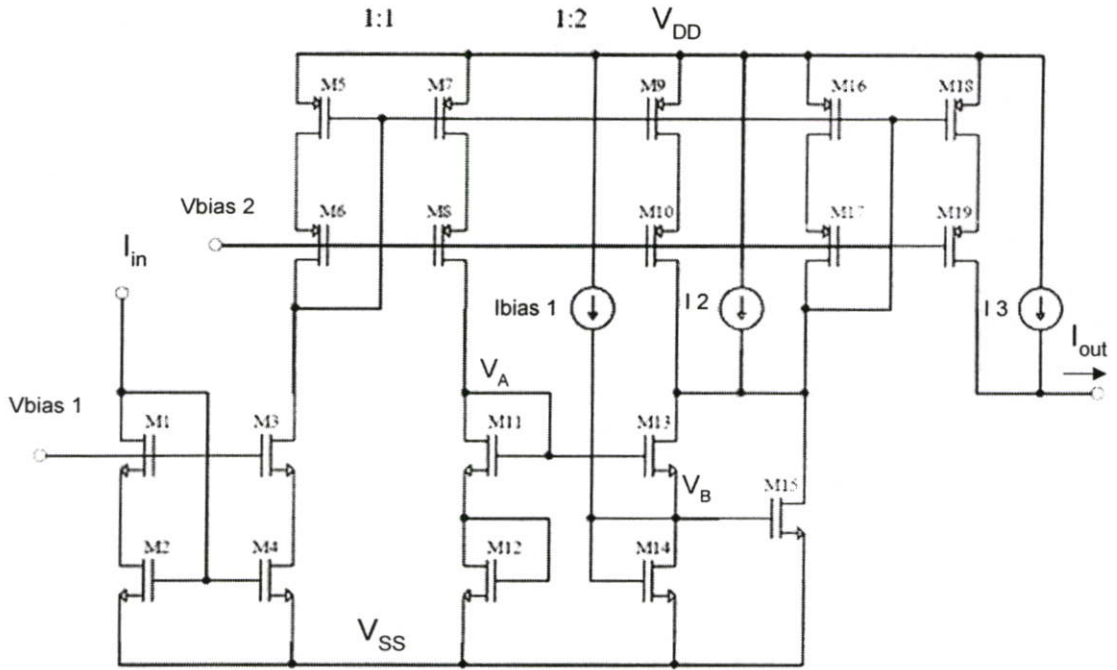 1:1 1:2 V_DD
M5 M7 M9 M16 M18
Vbias 2 M6 M8 M10 M17 M19
I_in
Ibias 1 I 2 I 3
I_out
V_A
Vbias 1 M1 M3 M11 M13
V_B M15
M2 M4 M12 M14
V_SS